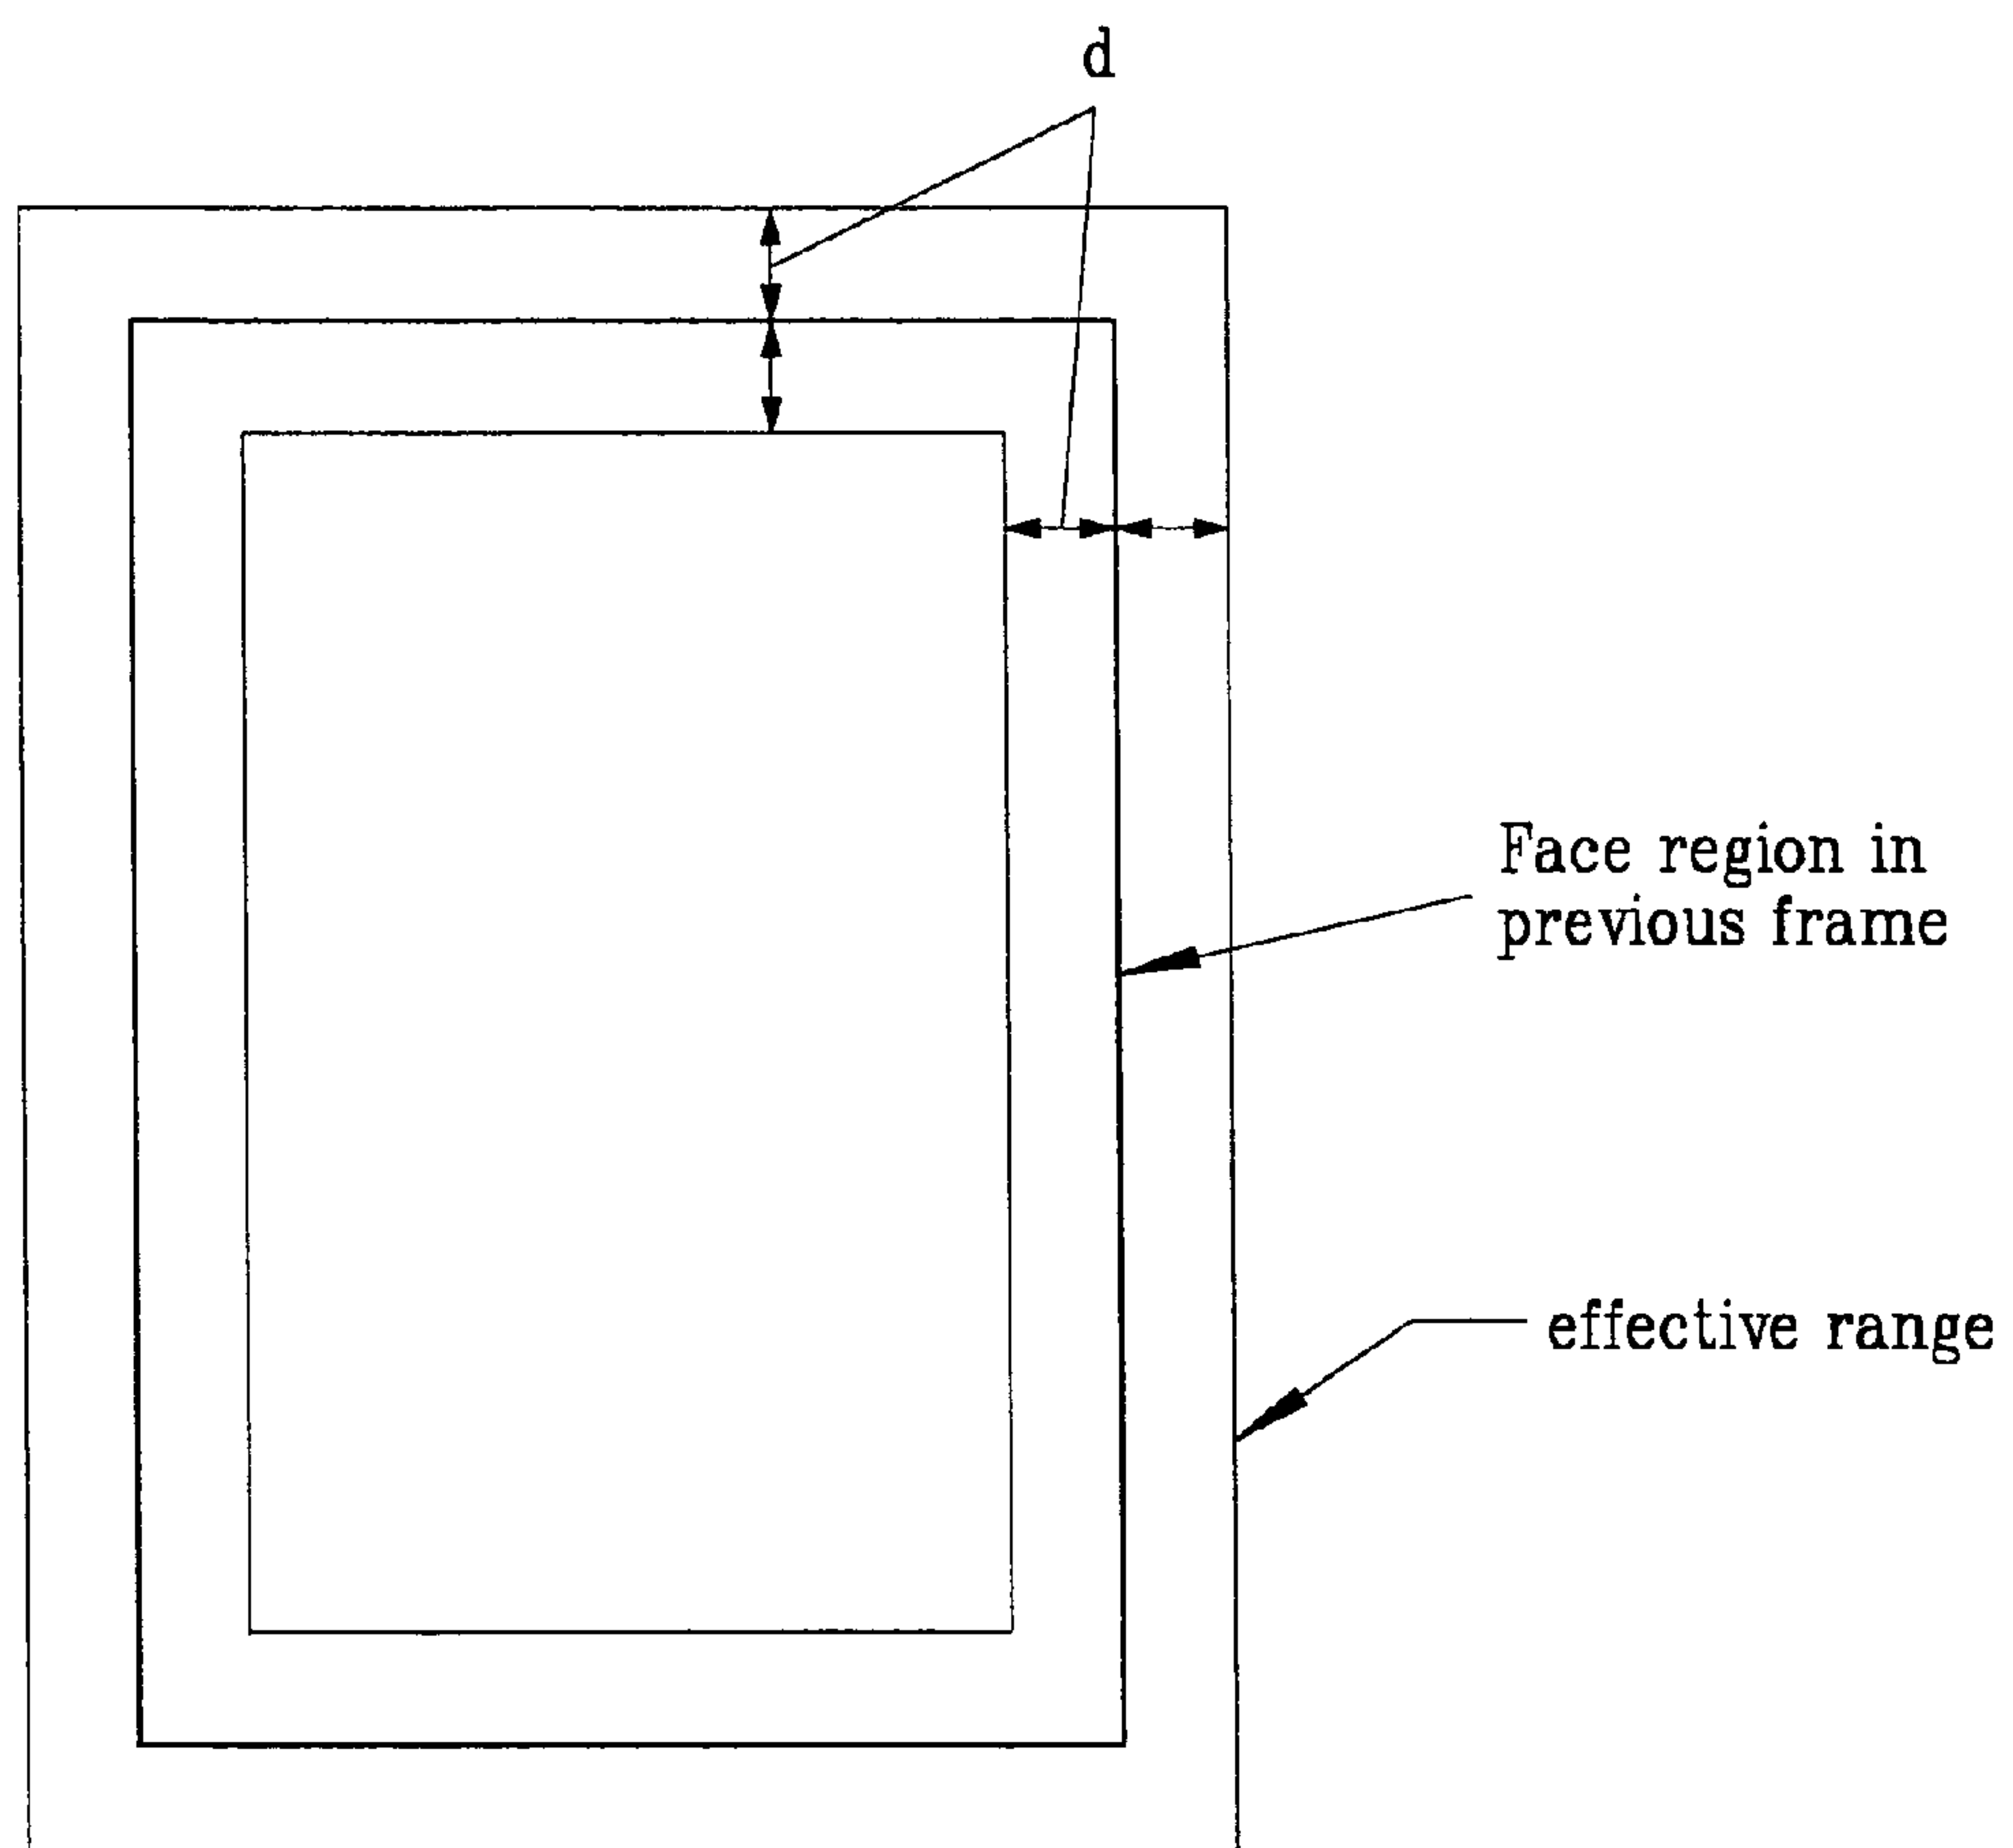 d
Face region in
previous frame
effective range